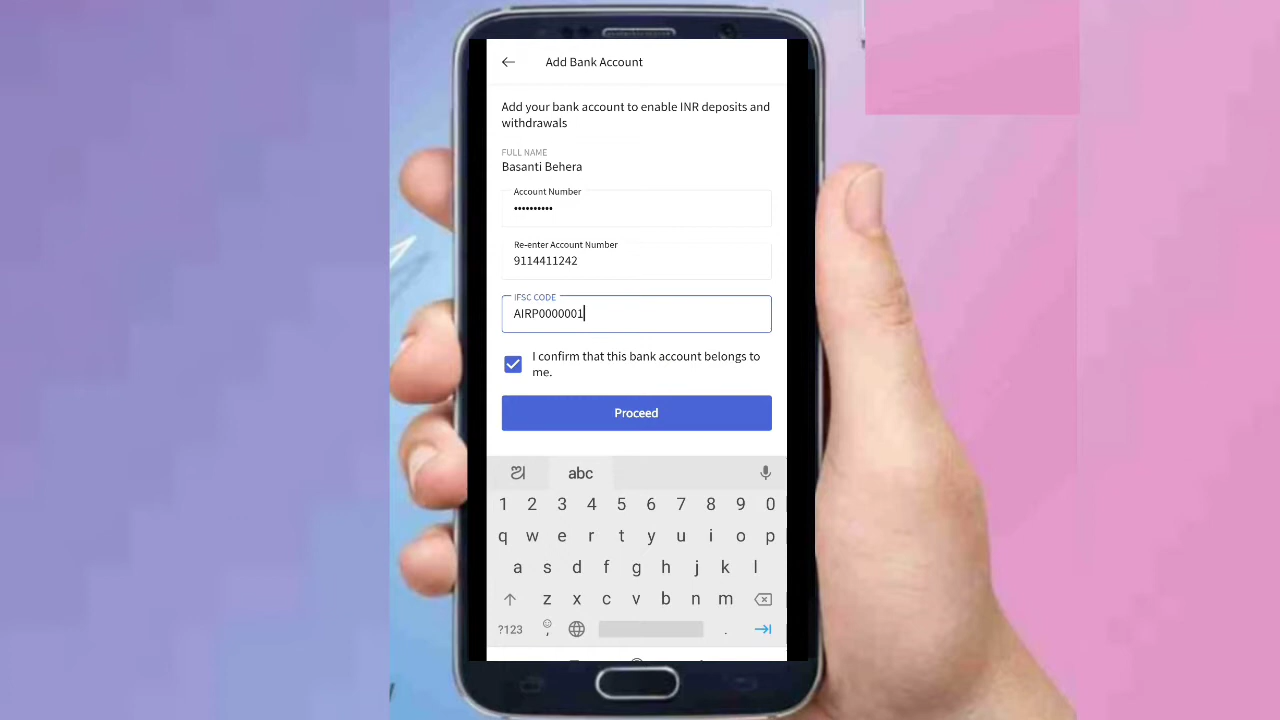 Add Bank Account
Add your bank account to enable INR deposits and
withdrawals
FULL NAME
Basanti Behera
Account Number
••••••••••
Re-enter Account Number
9114411242
IFSC CODE
AIRP0000001
I confirm that this bank account belongs to
me.
Proceed
ଆ abc
1 2 3 4 5 6 7 8 9 0
q w e r t y u i o p
a s d f g h j k l
z x c v b n m
?123 , .